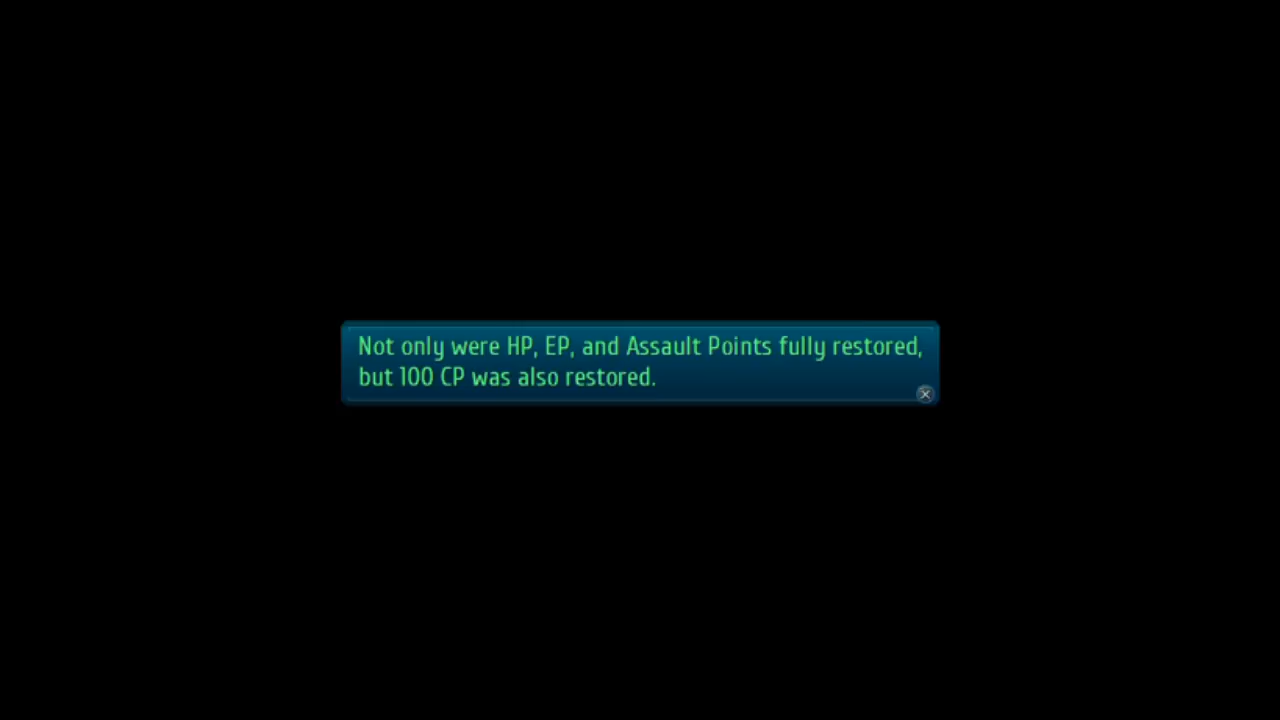 Not only were HP, EP, and Assault Points fully restored,
but 100 CP was also restored.